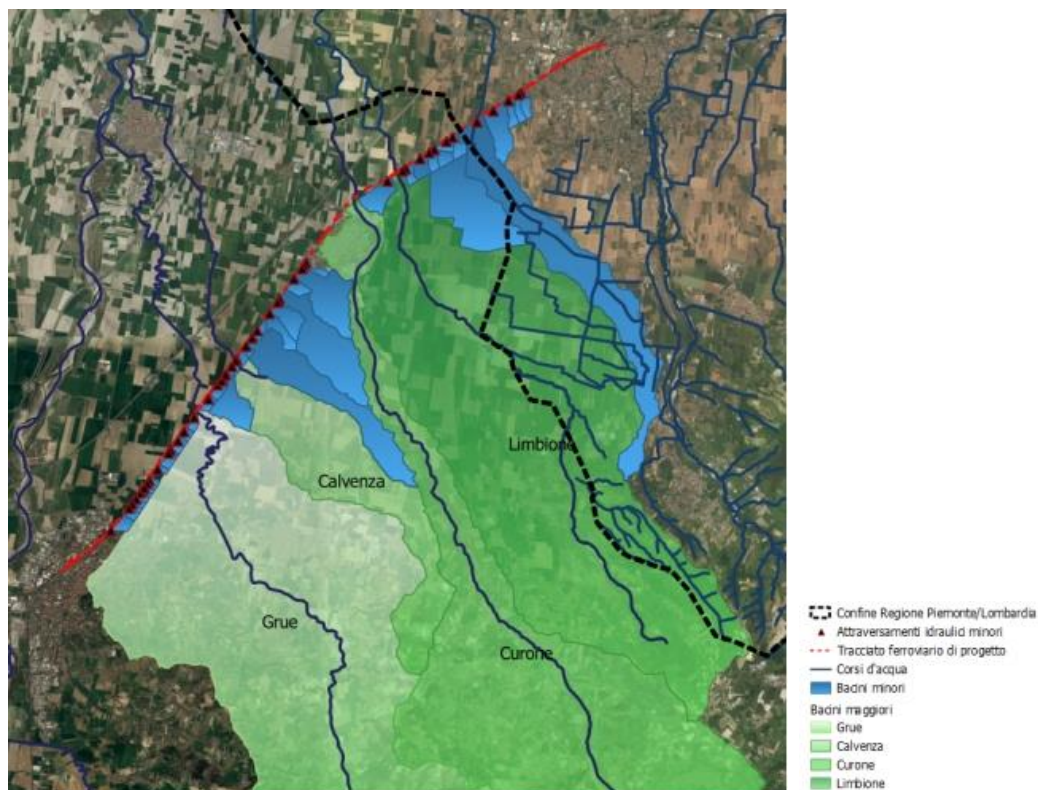 Limbione
Calvenza
Grue
Curone
Confine Regione Piemonte/Lombardia
Attraversamenti idraulici minori
Tracciato ferroviario di progetto
Corsi d'acqua
Bacini minori
Bacini maggiori
Grue
Calvenza
Curone
Limbione